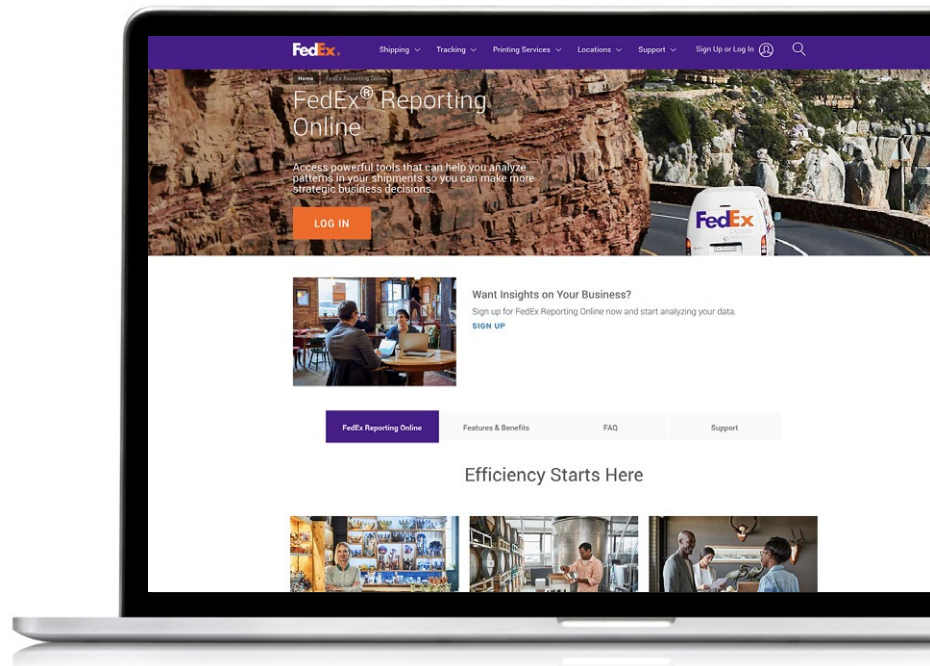 FedEx®
Shipping
Tracking
Printing Services
Locations
Support
Sign Up or Log In
Home
FedEx Reporting Online
FedEx® Reporting
Online
Access powerful tools that can help you analyze
patterns in your shipments so you can make more
strategic business decisions.
LOG IN
FedEx
Want Insights on Your Business?
Sign up for FedEx Reporting Online now and start analyzing your data.
SIGN UP
FedEx Reporting Online
Features & Benefits
FAQ
Support
Efficiency Starts Here